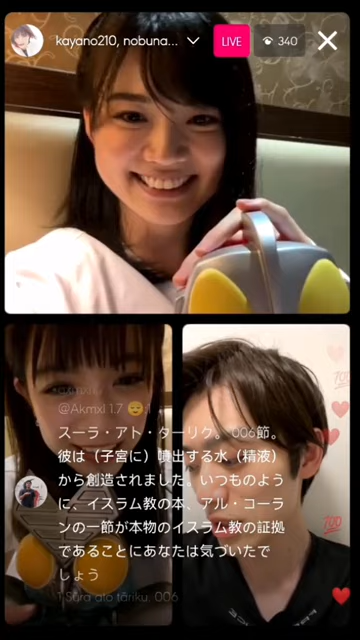 kayano210, nobuna...
LIVE
340
@Akmxl 1.7
スーラ・アト・ターリク。 006節。
彼は（子宮に）噴出する水（精液）
から創造されました。いつものよう
に、イスラム教の本、アル・コーラ
ンの一節が本物のイスラム教の証拠
であることにあなたは気づいたで
しょう
Sūra ato tāriku. 006
100
100